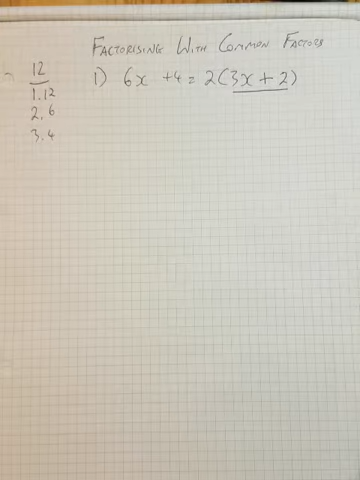 FACTORISING WITH COMMON FACTORS
12
1) 6x + 4 = 2(3x + 2)
1.12
2.6
3.4